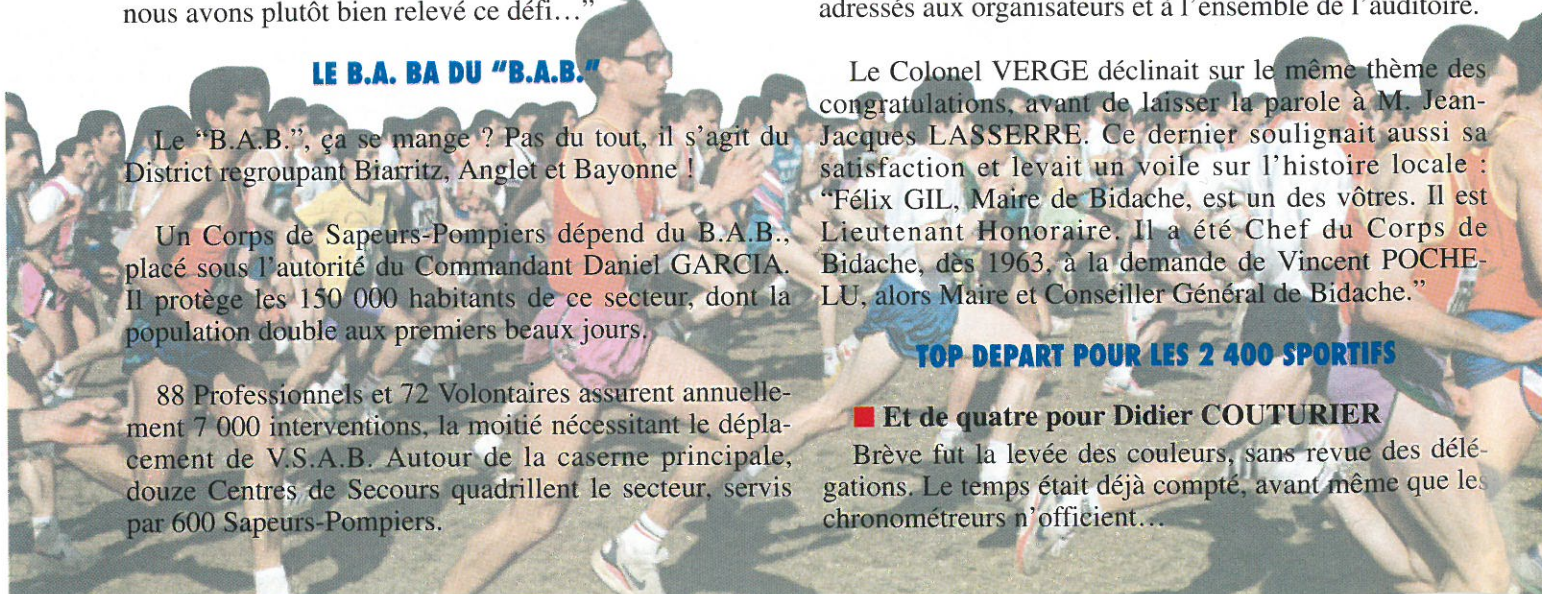 nous avons plutôt bien relevé ce défi…”
LE B.A. BA DU “B.A.B.”
Le “B.A.B.”, ça se mange ? Pas du tout, il s’agit du
District regroupant Biarritz, Anglet et Bayonne !
Un Corps de Sapeurs-Pompiers dépend du B.A.B.,
placé sous l’autorité du Commandant Daniel GARCIA.
Il protège les 150 000 habitants de ce secteur, dont la
population double aux premiers beaux jours.
88 Professionnels et 72 Volontaires assurent annuelle-
ment 7 000 interventions, la moitié nécessitant le dépla-
cement de V.S.A.B. Autour de la caserne principale,
douze Centres de Secours quadrillent le secteur, servis
par 600 Sapeurs-Pompiers.
adressés aux organisateurs et à l’ensemble de l’auditoire.
Le Colonel VERGE déclinait sur le même thème des
congratulations, avant de laisser la parole à M. Jean-
Jacques LASSERRE. Ce dernier soulignait aussi sa
satisfaction et levait un voile sur l’histoire locale :
“Félix GIL, Maire de Bidache, est un des vôtres. Il est
Lieutenant Honoraire. Il a été Chef du Corps de
Bidache, dès 1963, à la demande de Vincent POCHE-
LU, alors Maire et Conseiller Général de Bidache.”
TOP DEPART POUR LES 2 400 SPORTIFS
Et de quatre pour Didier COUTURIER
Brève fut la levée des couleurs, sans revue des délé-
gations. Le temps était déjà compté, avant même que les
chronométreurs n’officient…